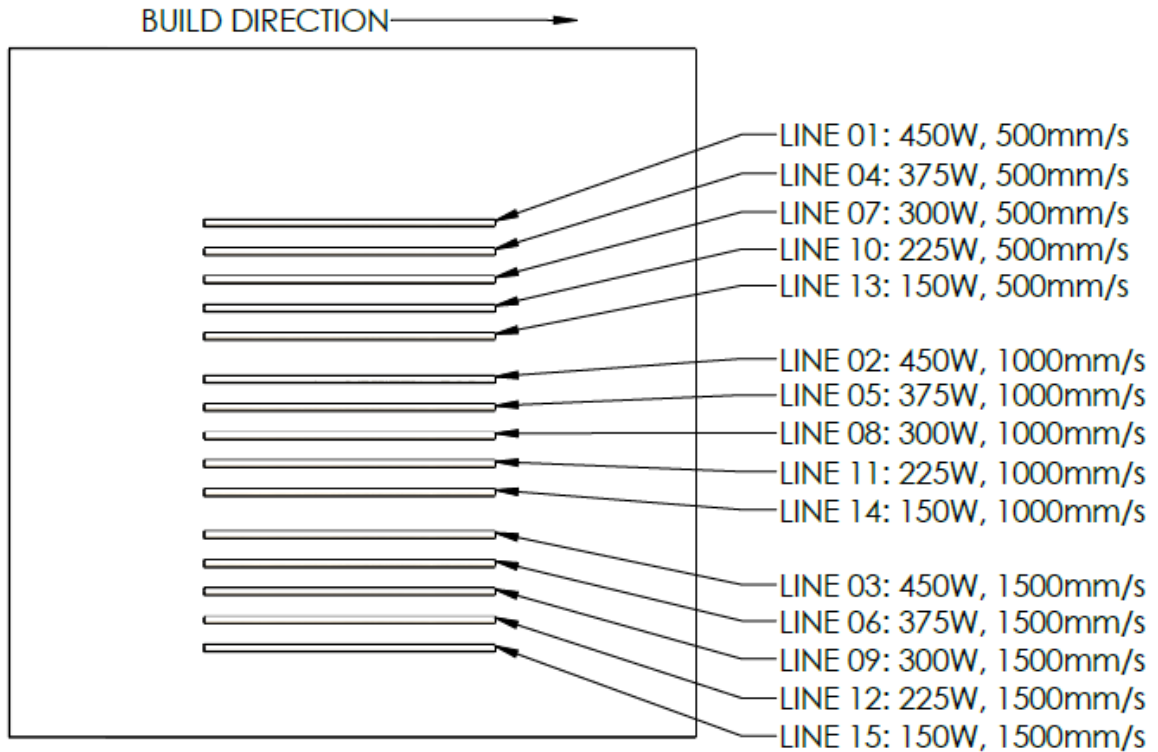 BUILD DIRECTION
LINE 01: 450W, 500mm/s
LINE 04: 375W, 500mm/s
LINE 07: 300W, 500mm/s
LINE 10: 225W, 500mm/s
LINE 13: 150W, 500mm/s
LINE 02: 450W, 1000mm/s
LINE 05: 375W, 1000mm/s
LINE 08: 300W, 1000mm/s
LINE 11: 225W, 1000mm/s
LINE 14: 150W, 1000mm/s
LINE 03: 450W, 1500mm/s
LINE 06: 375W, 1500mm/s
LINE 09: 300W, 1500mm/s
LINE 12: 225W, 1500mm/s
LINE 15: 150W, 1500mm/s